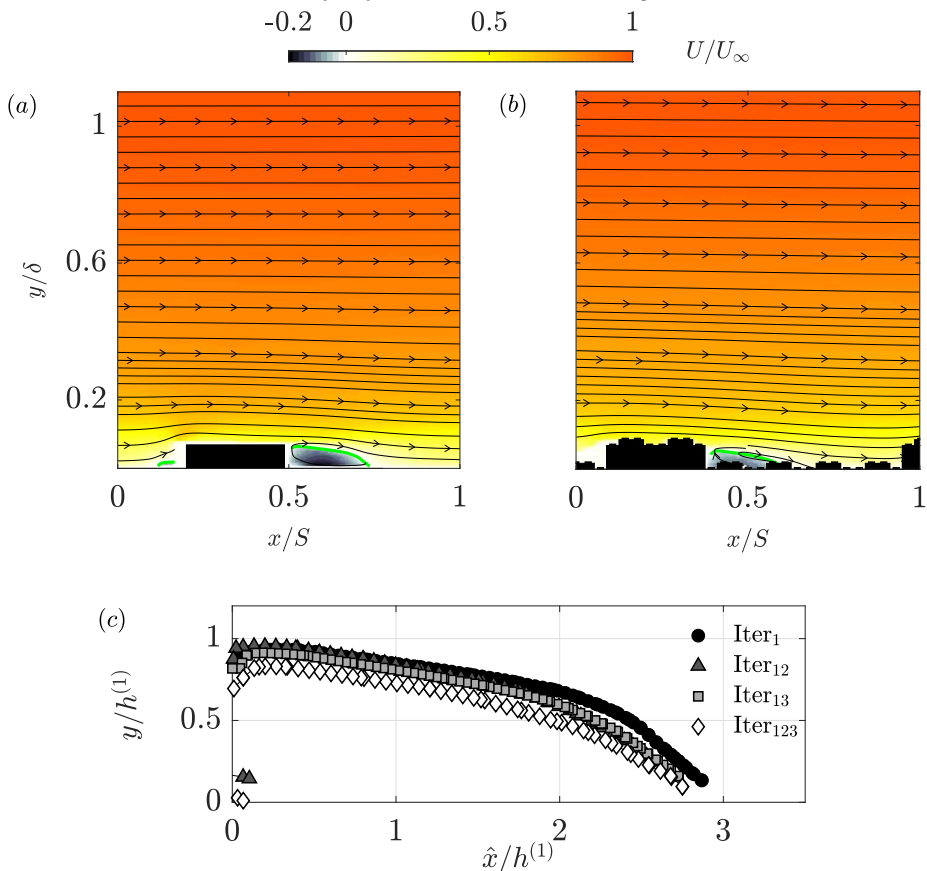 -0.2 0 0.5 1
U/U∞
(a) (b)
1
0.6
0.2
y/δ
0 0.5 1 0 0.5 1
x/S x/S
(c)
1
0.5
0
y/h⁽¹⁾
Iter₁
Iter₁₂
Iter₁₃
Iter₁₂₃
0 1 2 3
x̂/h⁽¹⁾